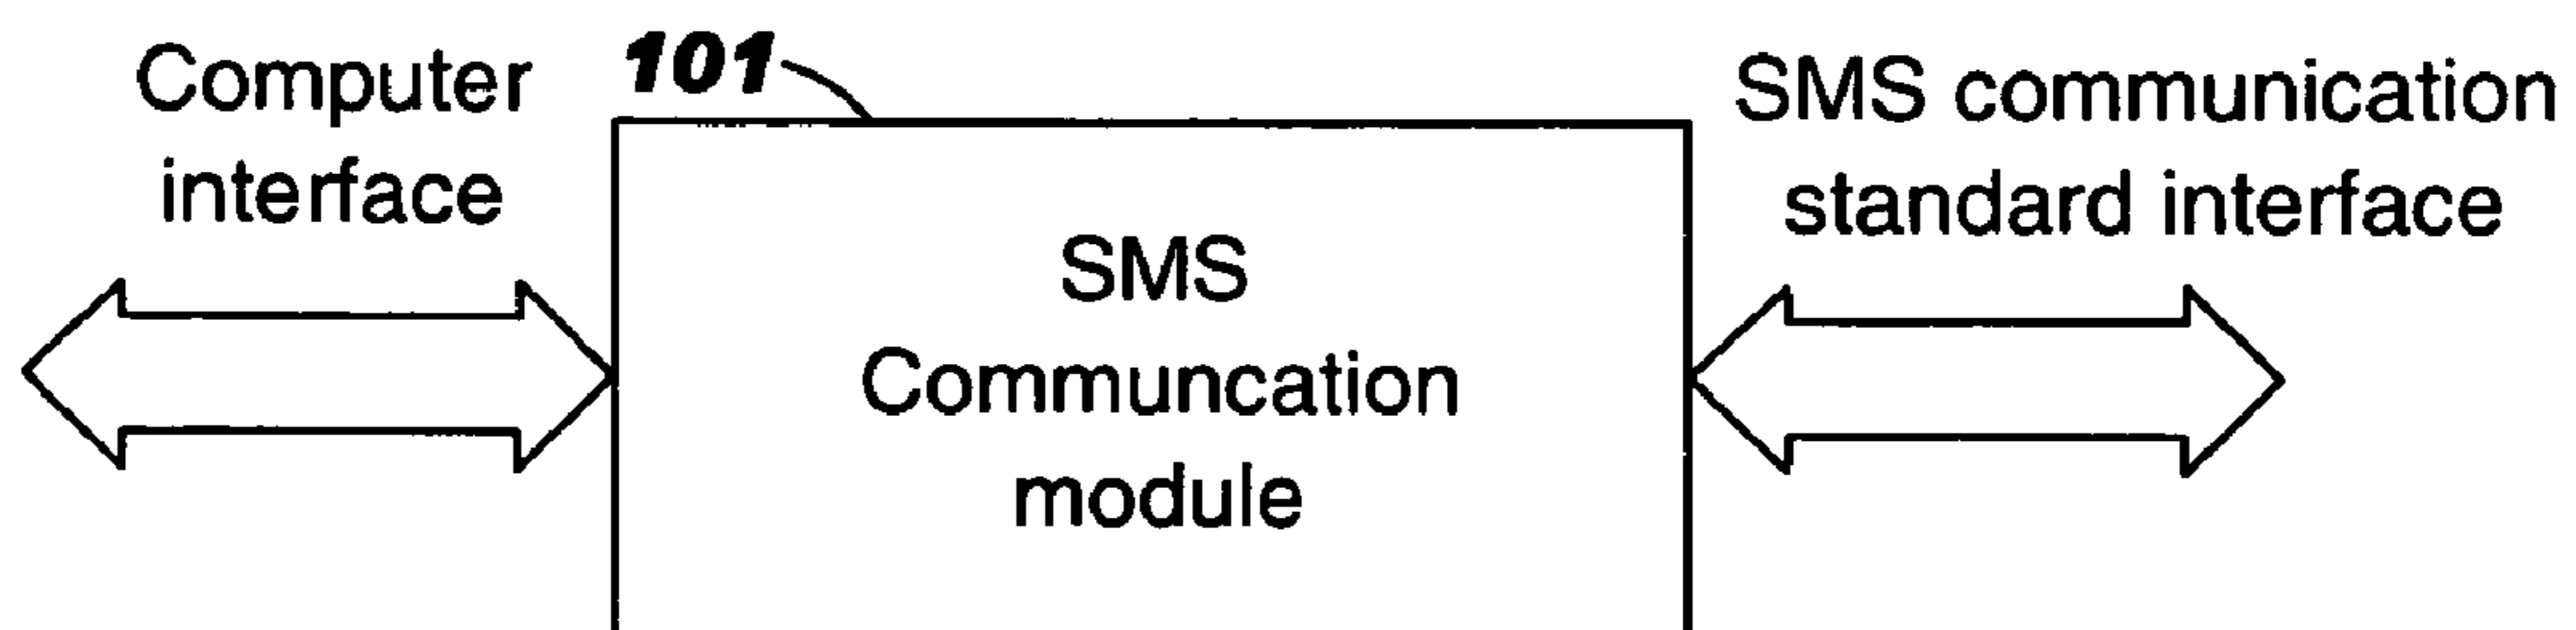 Computer
interface
101
SMS
Communcation
module
SMS communication
standard interface